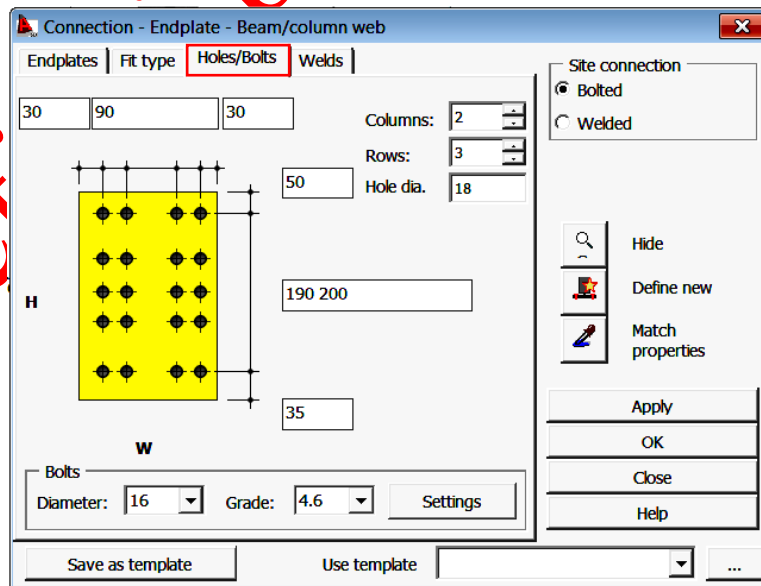 Connection - Endplate - Beam/column web
Endplates Fit type Holes/Bolts Welds
Site connection
Bolted
Welded
30 90 30
Columns: 2
Rows: 3
Hole dia. 18
50
190 200
H
35
W
Hide
Define new
Match
properties
Apply
OK
Close
Help
Bolts
Diameter: 16 Grade: 4.6 Settings
Save as template Use template ...